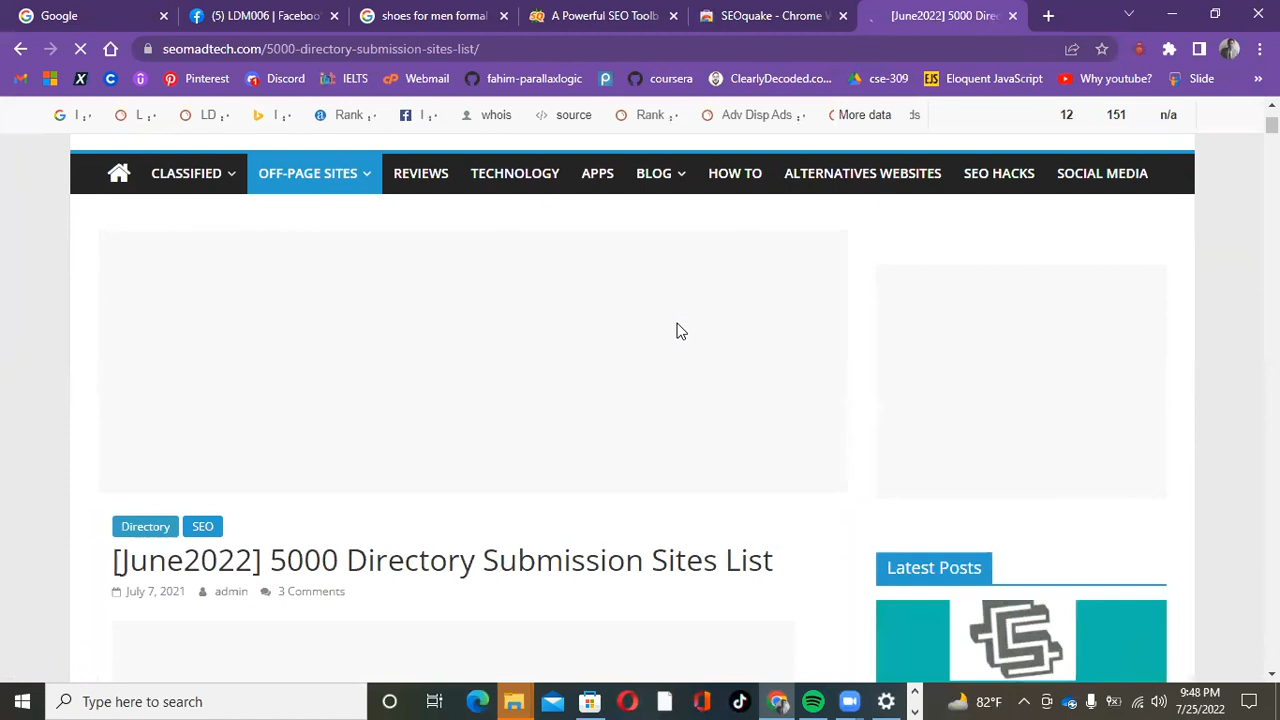 Google
(5) LDM006 | Faceboo
shoes for men formal
A Powerful SEO Toolb
SEOquake - Chrome W
[June2022] 5000 Direc
seomadtech.com/5000-directory-submission-sites-list/
Pinterest
Discord
IELTS
Webmail
fahim-parallaxlogic
coursera
ClearlyDecoded.co...
cse-309
EJS
Eloquent JavaScript
Why youtube?
Slide
»
I
L
LD
I
Rank
I
whois
source
Rank
Adv Disp Ads
More data
ds
12
151
n/a
CLASSIFIED
OFF-PAGE SITES
REVIEWS
TECHNOLOGY
APPS
BLOG
HOW TO
ALTERNATIVES WEBSITES
SEO HACKS
SOCIAL MEDIA
Directory
SEO
[June2022] 5000 Directory Submission Sites List
July 7, 2021
admin
3 Comments
Latest Posts
Type here to search
82°F
9:48 PM
7/25/2022